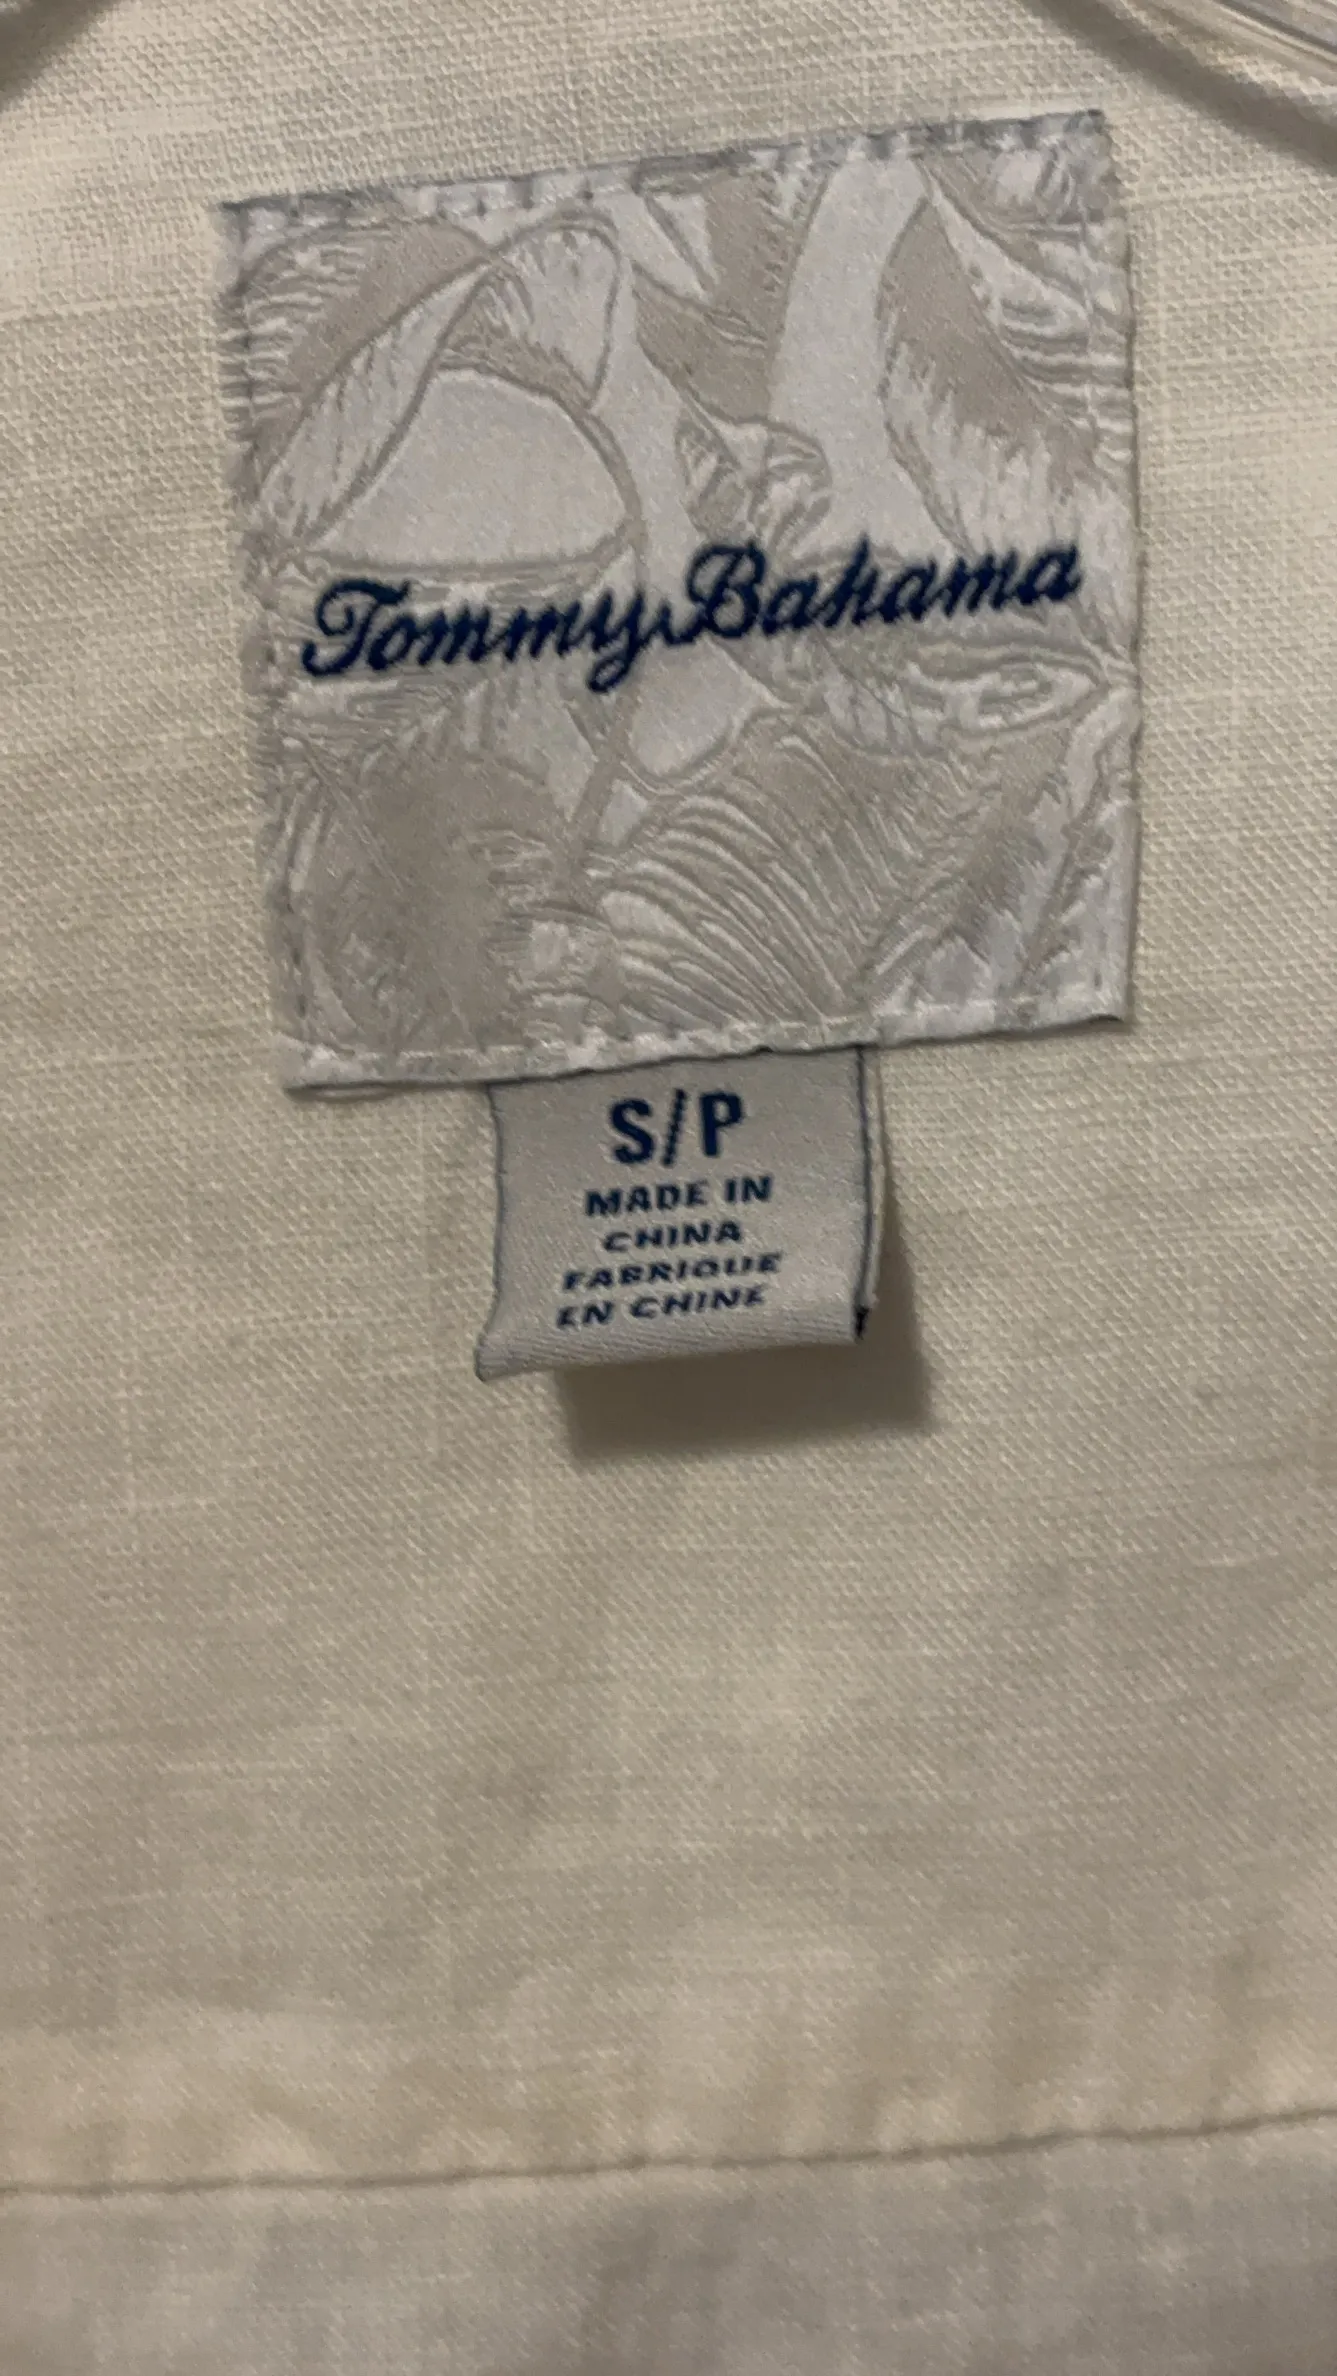 Tommy Bahama
S/P
MADE IN
CHINA
FABRIQUE
EN CHINE